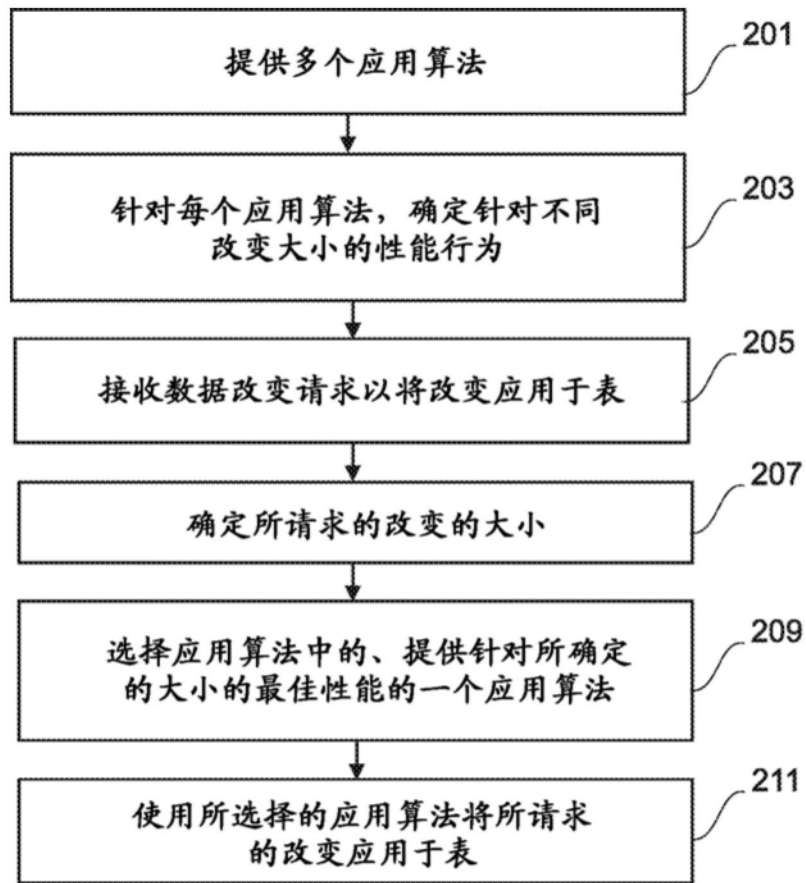 提供多个应用算法
201
针对每个应用算法，确定针对不同
改变大小的性能行为
203
接收数据改变请求以将改变应用于表
205
确定所请求的改变的大小
207
选择应用算法中的、提供针对所确定
的大小的最佳性能的一个应用算法
209
使用所选择的应用算法将所请求
的改变应用于表
211